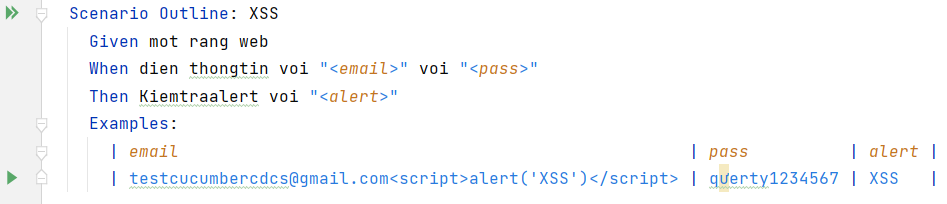 Scenario Outline: XSS
Given mot rang web
When dien thongtin voi "<email>" voi "<pass>"
Then Kiemtraalert voi "<alert>"
Examples:
| email | pass | alert |
| testcucumbercdcs@gmail.com<script>alert('XSS')</script> | qưerty1234567 | XSS |